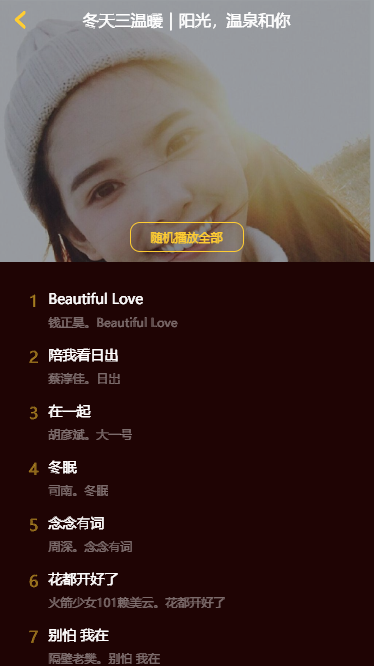 冬天三温暖｜阳光，温泉和你
随机播放全部
1 Beautiful Love
钱正昊。Beautiful Love
2 陪我看日出
蔡淳佳。日出
3 在一起
胡彦斌。大一号
4 冬眠
司南。冬眠
5 念念有词
周深。念念有词
6 花都开好了
火箭少女101赖美云。花都开好了
7 别怕 我在
隔壁老樊。别怕 我在